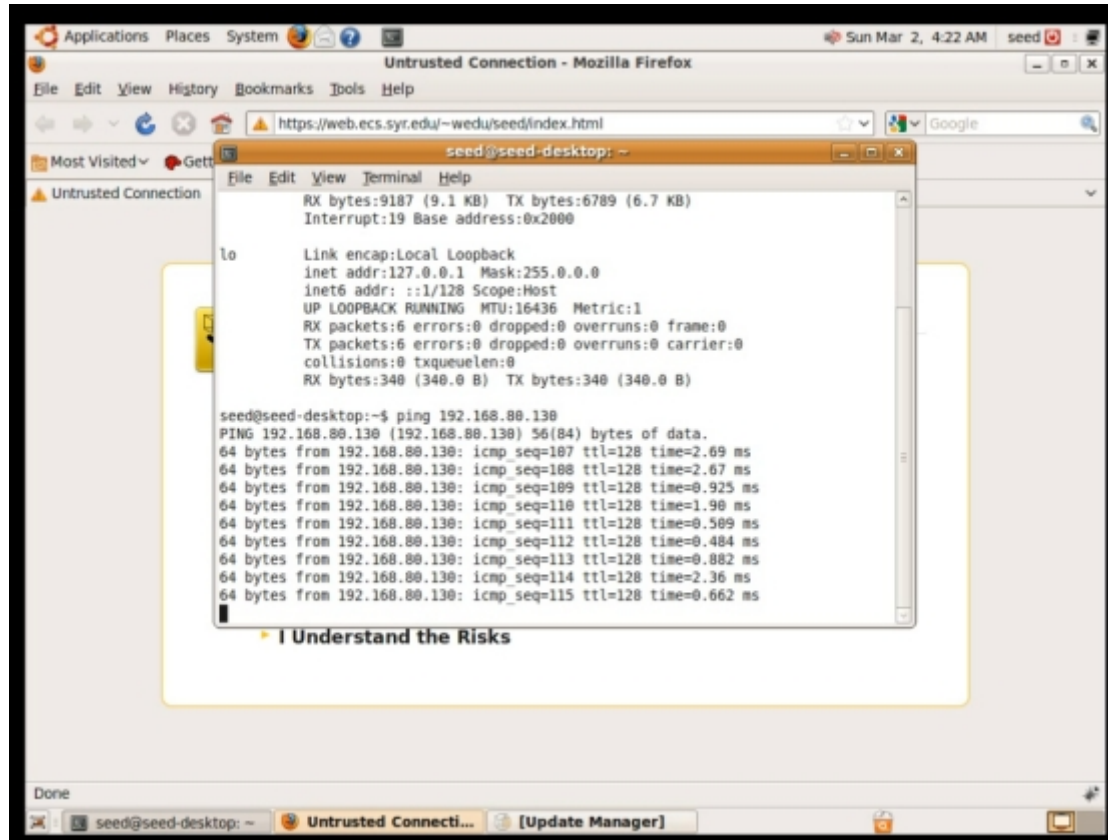 Applications Places System
Sun Mar 2, 4:22 AM seed
Untrusted Connection - Mozilla Firefox
File Edit View History Bookmarks Tools Help
https://web.ecs.syr.edu/~wedu/seed/index.html
Google
Most Visited
Gett
seed@seed-desktop: ~
File Edit View Terminal Help
Untrusted Connection
RX bytes:9187 (9.1 KB) TX bytes:6789 (6.7 KB)
Interrupt:19 Base address:0x2000
lo Link encap:Local Loopback
inet addr:127.0.0.1 Mask:255.0.0.0
inet6 addr: ::1/128 Scope:Host
UP LOOPBACK RUNNING MTU:16436 Metric:1
RX packets:6 errors:0 dropped:0 overruns:0 frame:0
TX packets:6 errors:0 dropped:0 overruns:0 carrier:0
collisions:0 txqueuelen:0
RX bytes:340 (340.0 B) TX bytes:340 (340.0 B)
seed@seed-desktop:~$ ping 192.168.80.130
PING 192.168.80.130 (192.168.80.130) 56(84) bytes of data.
64 bytes from 192.168.80.130: icmp_seq=107 ttl=128 time=2.69 ms
64 bytes from 192.168.80.130: icmp_seq=108 ttl=128 time=2.67 ms
64 bytes from 192.168.80.130: icmp_seq=109 ttl=128 time=0.925 ms
64 bytes from 192.168.80.130: icmp_seq=110 ttl=128 time=1.90 ms
64 bytes from 192.168.80.130: icmp_seq=111 ttl=128 time=0.509 ms
64 bytes from 192.168.80.130: icmp_seq=112 ttl=128 time=0.484 ms
64 bytes from 192.168.80.130: icmp_seq=113 ttl=128 time=0.882 ms
64 bytes from 192.168.80.130: icmp_seq=114 ttl=128 time=2.36 ms
64 bytes from 192.168.80.130: icmp_seq=115 ttl=128 time=0.662 ms
I Understand the Risks
Done
seed@seed-desktop: ~
Untrusted Connecti...
[Update Manager]